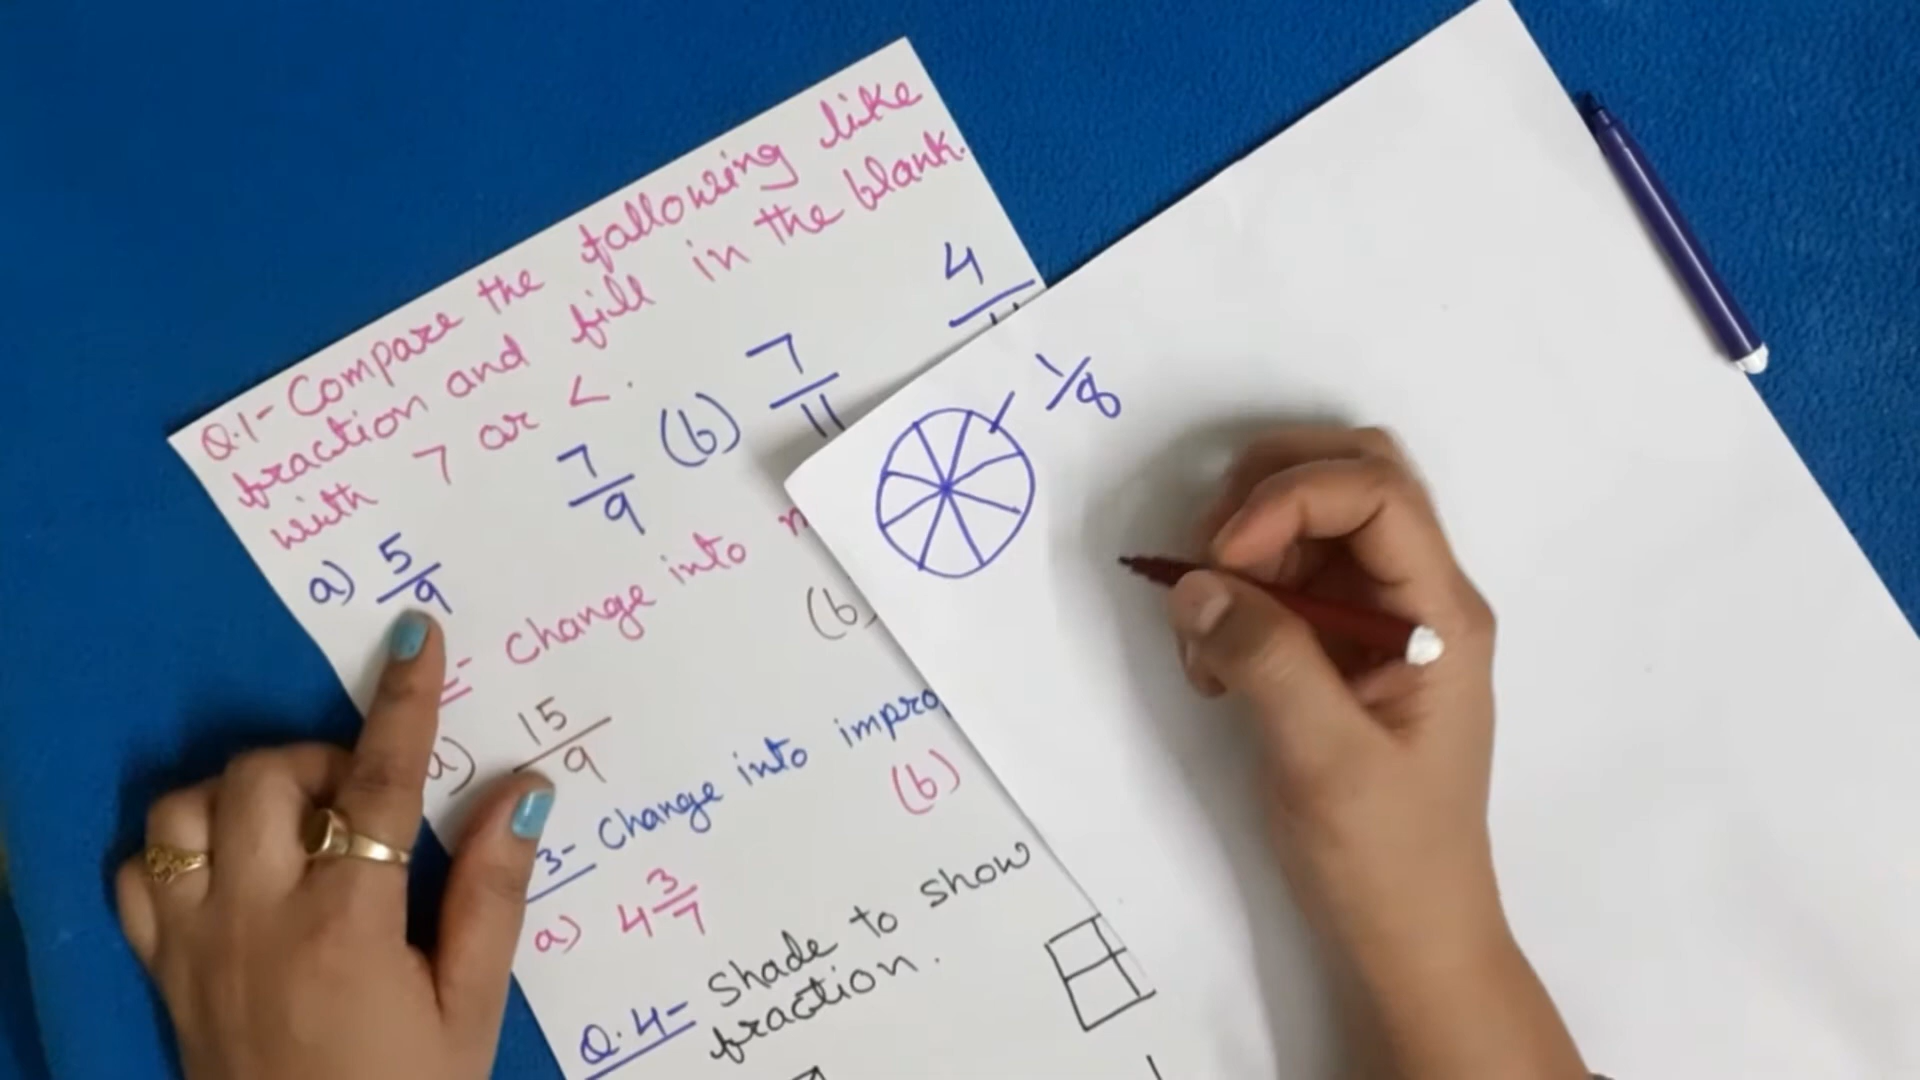 Q.1- Compare the following like
fraction and fill in the blank.
with 7 or <.
a) 5/9 7/9 (b) 7/11 4/
- Change into
a) 15/9 (b)
3- Change into impro
a) 4 3/7 (b)
Q.4- Shade to show
fraction.
1/8